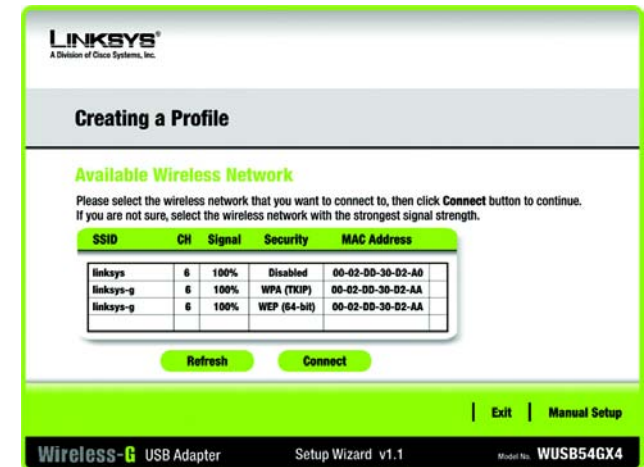 LINKSYS®
A Division of Cisco Systems, Inc.
Creating a Profile
Available Wireless Network
Please select the wireless network that you want to connect to, then click Connect button to continue.
If you are not sure, select the wireless network with the strongest signal strength.
SSID CH Signal Security MAC Address
linksys 6 100% Disabled 00-02-DD-30-D2-A0
linksys-g 6 100% WPA (TKIP) 00-02-DD-30-D2-AA
linksys-g 6 100% WEP (64-bit) 00-02-DD-30-D2-AA
Refresh Connect
Exit Manual Setup
Wireless-G USB Adapter Setup Wizard v1.1 Model No. WUSB54GX4